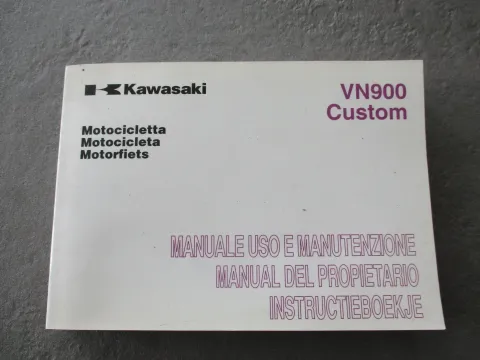 Kawasaki
VN900
Custom
Motocicletta
Motocicleta
Motorfiets
MANUALE USO E MANUTENZIONE
MANUAL DEL PROPIETARIO
INSTRUCTIEBOEKJE